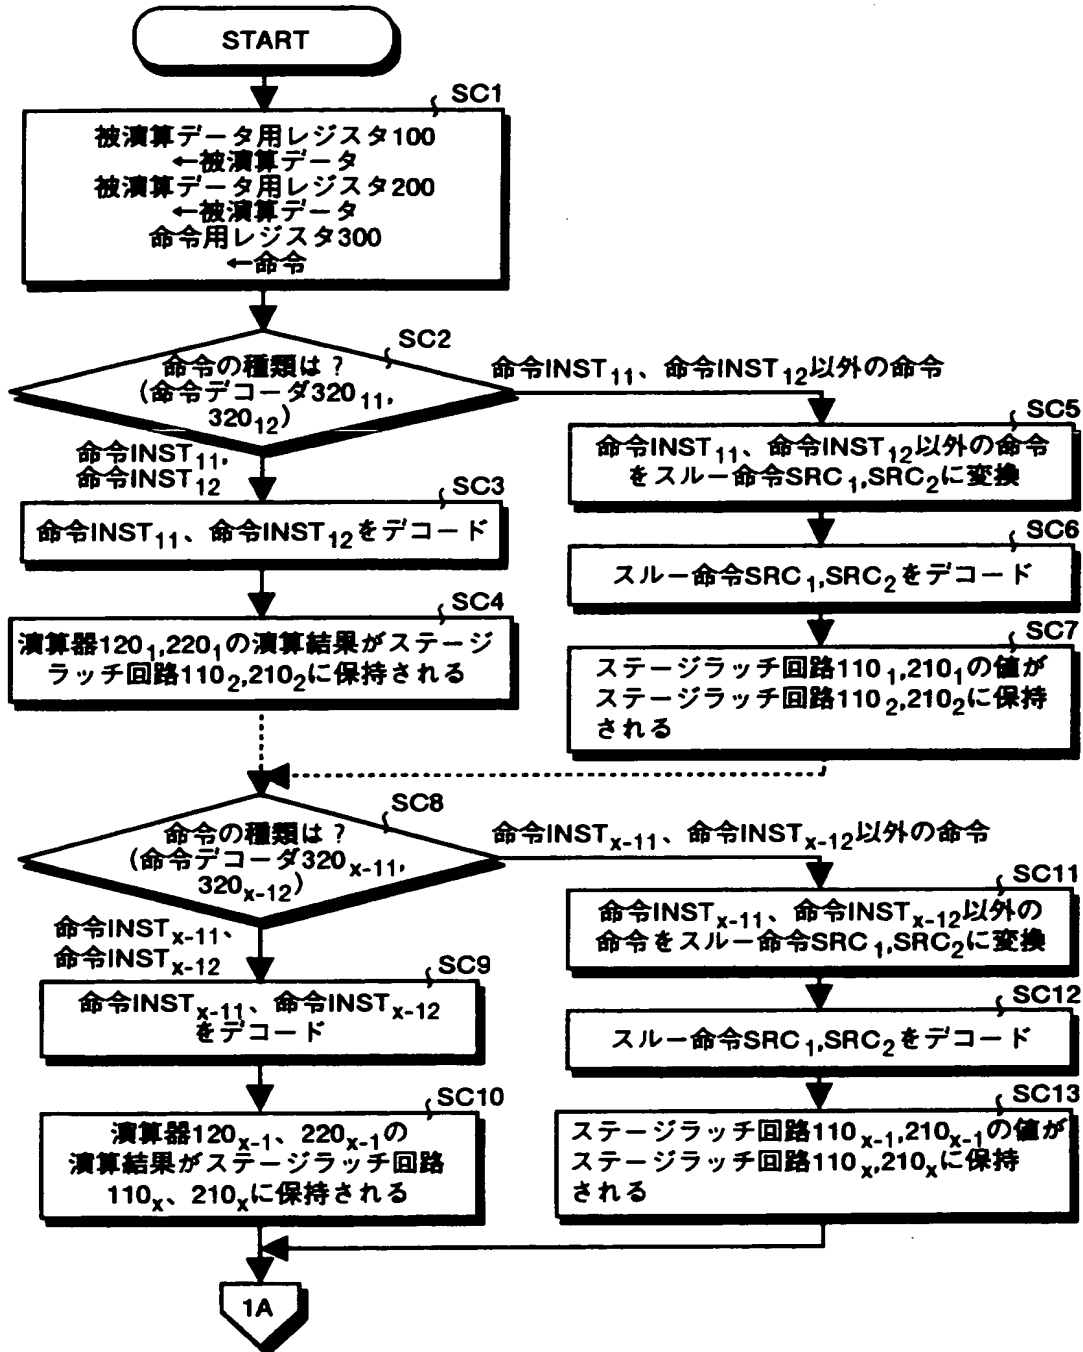 START
SC1
被演算データ用レジスタ100
←被演算データ
被演算データ用レジスタ200
←被演算データ
命令用レジスタ300
←命令
SC2
命令の種類は?
(命令デコーダ320₁₁,
320₁₂)
命令INST₁₁、命令INST₁₂以外の命令
命令INST₁₁,
命令INST₁₂
SC3
命令INST₁₁、命令INST₁₂をデコード
SC4
演算器120₁,220₁の演算結果がステージ
ラッチ回路110₂,210₂に保持される
SC5
命令INST₁₁、命令INST₁₂以外の命令
をスルー命令SRC₁,SRC₂に変換
SC6
スルー命令SRC₁,SRC₂をデコード
SC7
ステージラッチ回路110₁,210₁の値が
ステージラッチ回路110₂,210₂に保持
される
SC8
命令の種類は?
(命令デコーダ320ₓ₋₁₁,
320ₓ₋₁₂)
命令INSTₓ₋₁₁、命令INSTₓ₋₁₂以外の命令
命令INSTₓ₋₁₁、
命令INSTₓ₋₁₂
SC9
命令INSTₓ₋₁₁、命令INSTₓ₋₁₂
をデコード
SC10
演算器120ₓ₋₁、220ₓ₋₁の
演算結果がステージラッチ回路
110ₓ、210ₓに保持される
SC11
命令INSTₓ₋₁₁、命令INSTₓ₋₁₂以外の
命令をスルー命令SRC₁,SRC₂に変換
SC12
スルー命令SRC₁,SRC₂をデコード
SC13
ステージラッチ回路110ₓ₋₁,210ₓ₋₁の値が
ステージラッチ回路110ₓ,210ₓに保持
される
1A